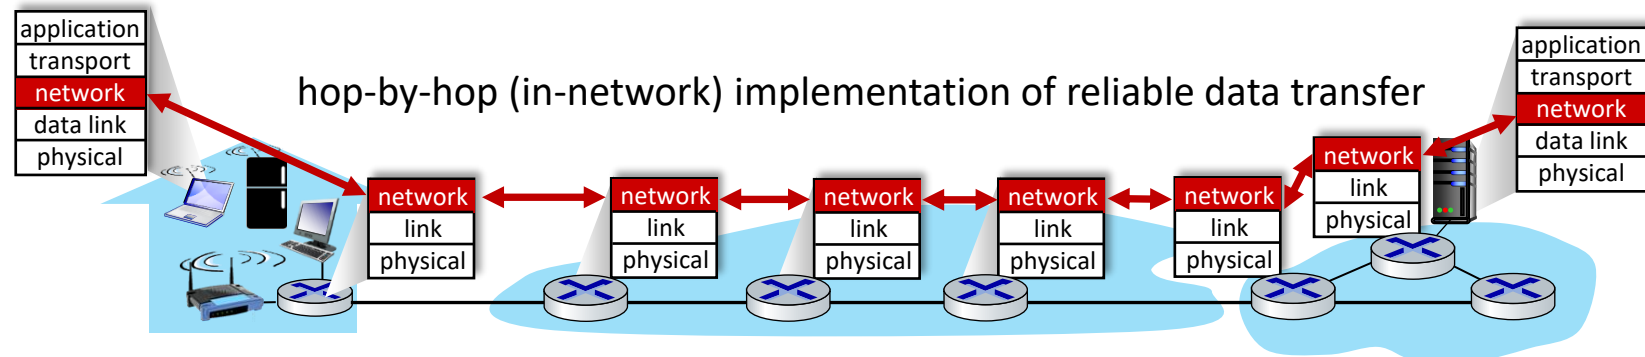 application
transport
network
data link
physical
hop-by-hop (in-network) implementation of reliable data transfer
network
link
physical
network
link
physical
network
link
physical
network
link
physical
network
link
physical
network
link
physical
application
transport
network
data link
physical